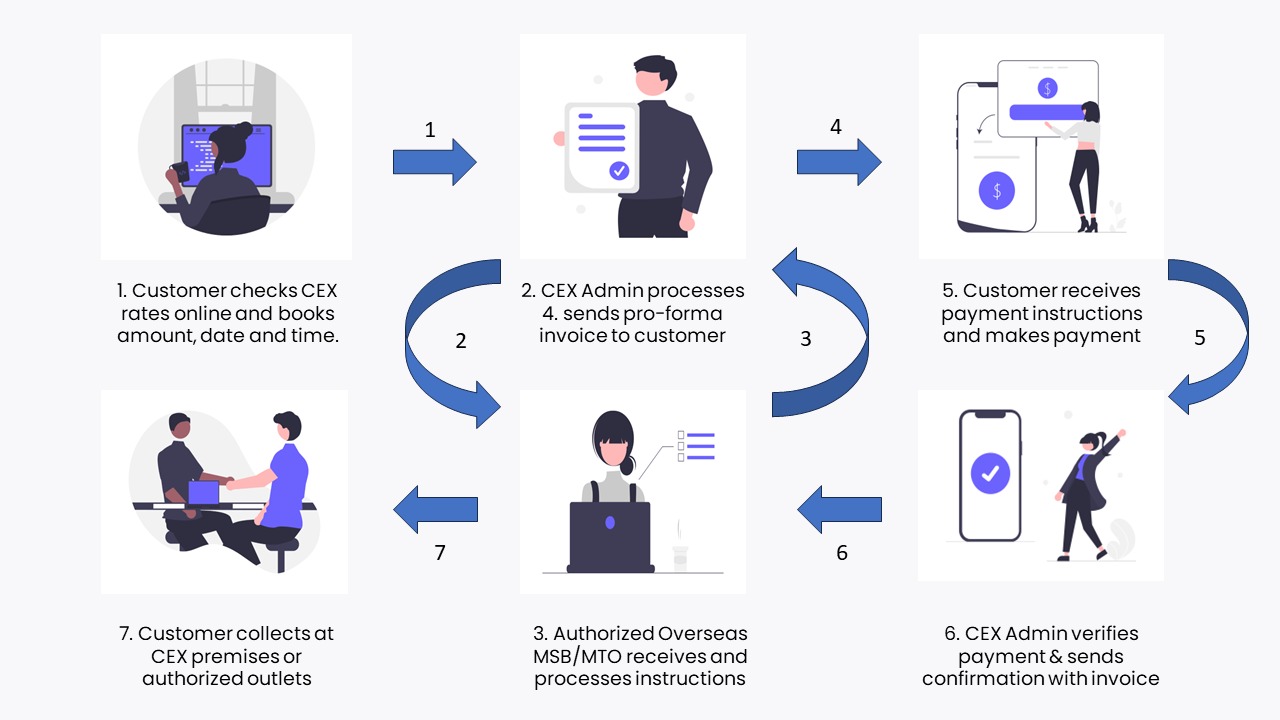 1
4
1. Customer checks CEX
rates online and books
amount, date and time.
2. CEX Admin processes
4. sends pro-forma
invoice to customer
5. Customer receives
payment instructions
and makes payment
2
3
5
7
6
7. Customer collects at
CEX premises or
authorized outlets
3. Authorized Overseas
MSB/MTO receives and
processes instructions
6. CEX Admin verifies
payment & sends
confirmation with invoice
$
$